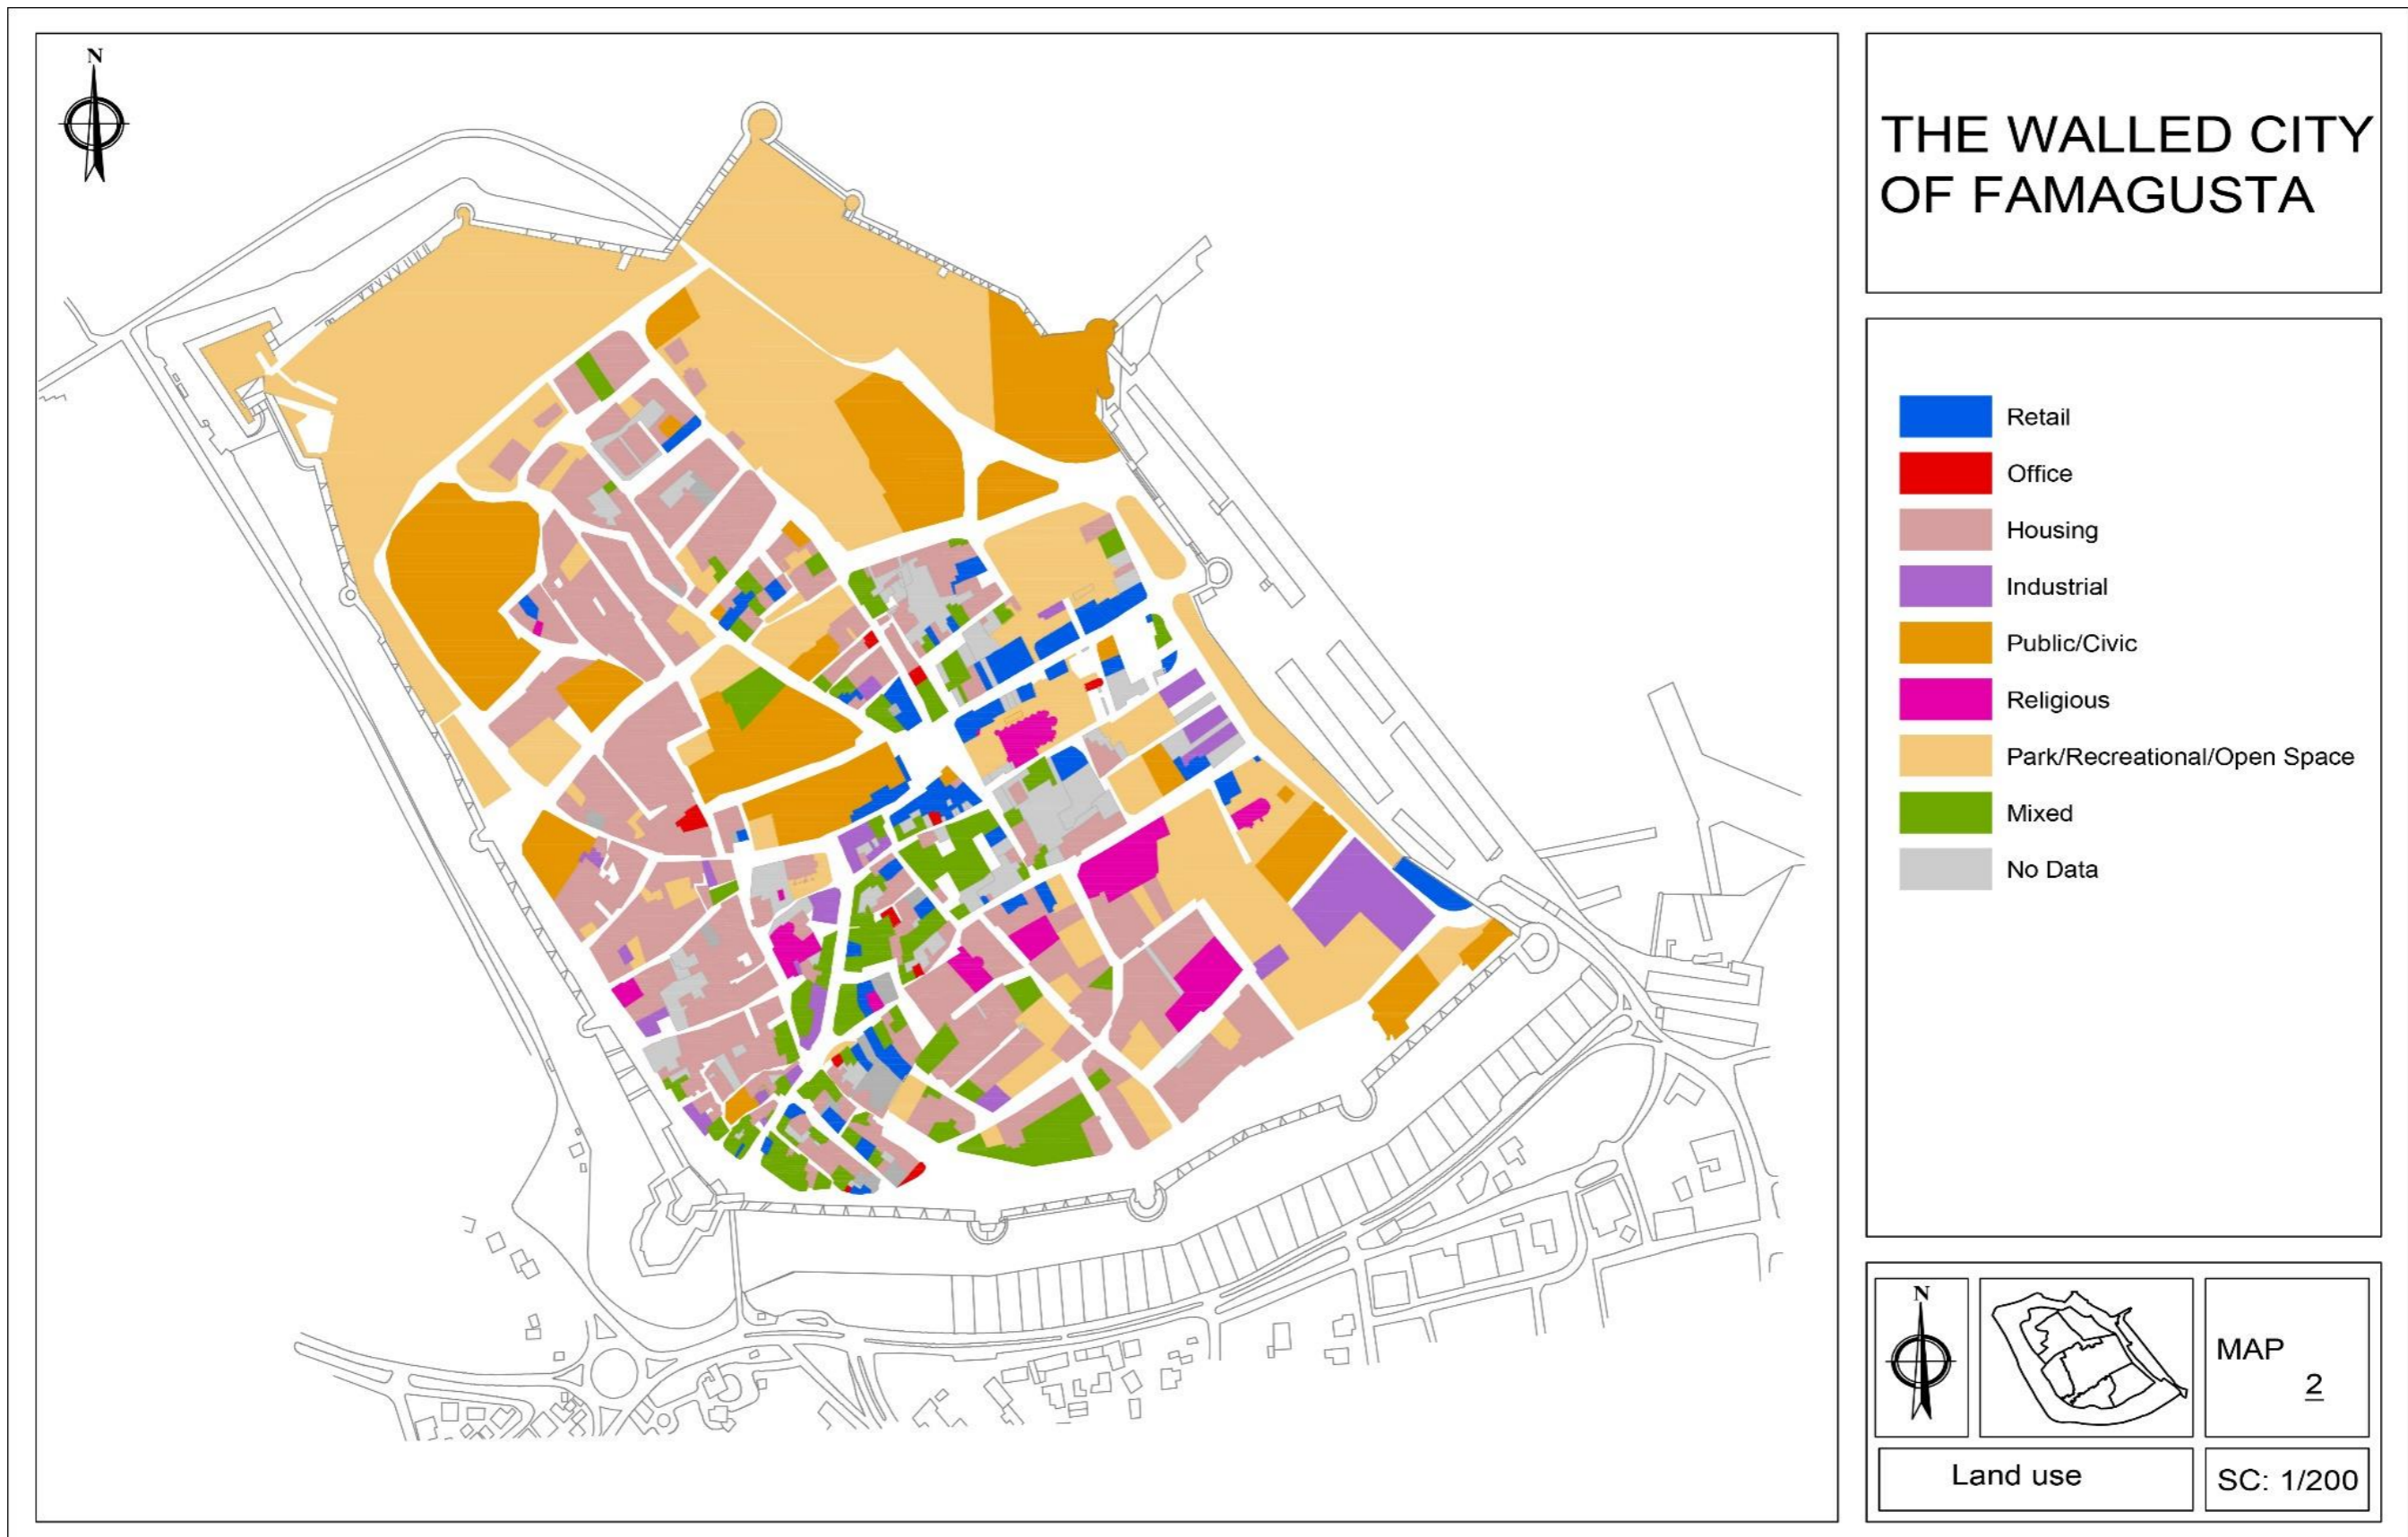 N
THE WALLED CITY
OF FAMAGUSTA
Retail
Office
Housing
Industrial
Public/Civic
Religious
Park/Recreational/Open Space
Mixed
No Data
N
MAP
2
Land use
SC: 1/200